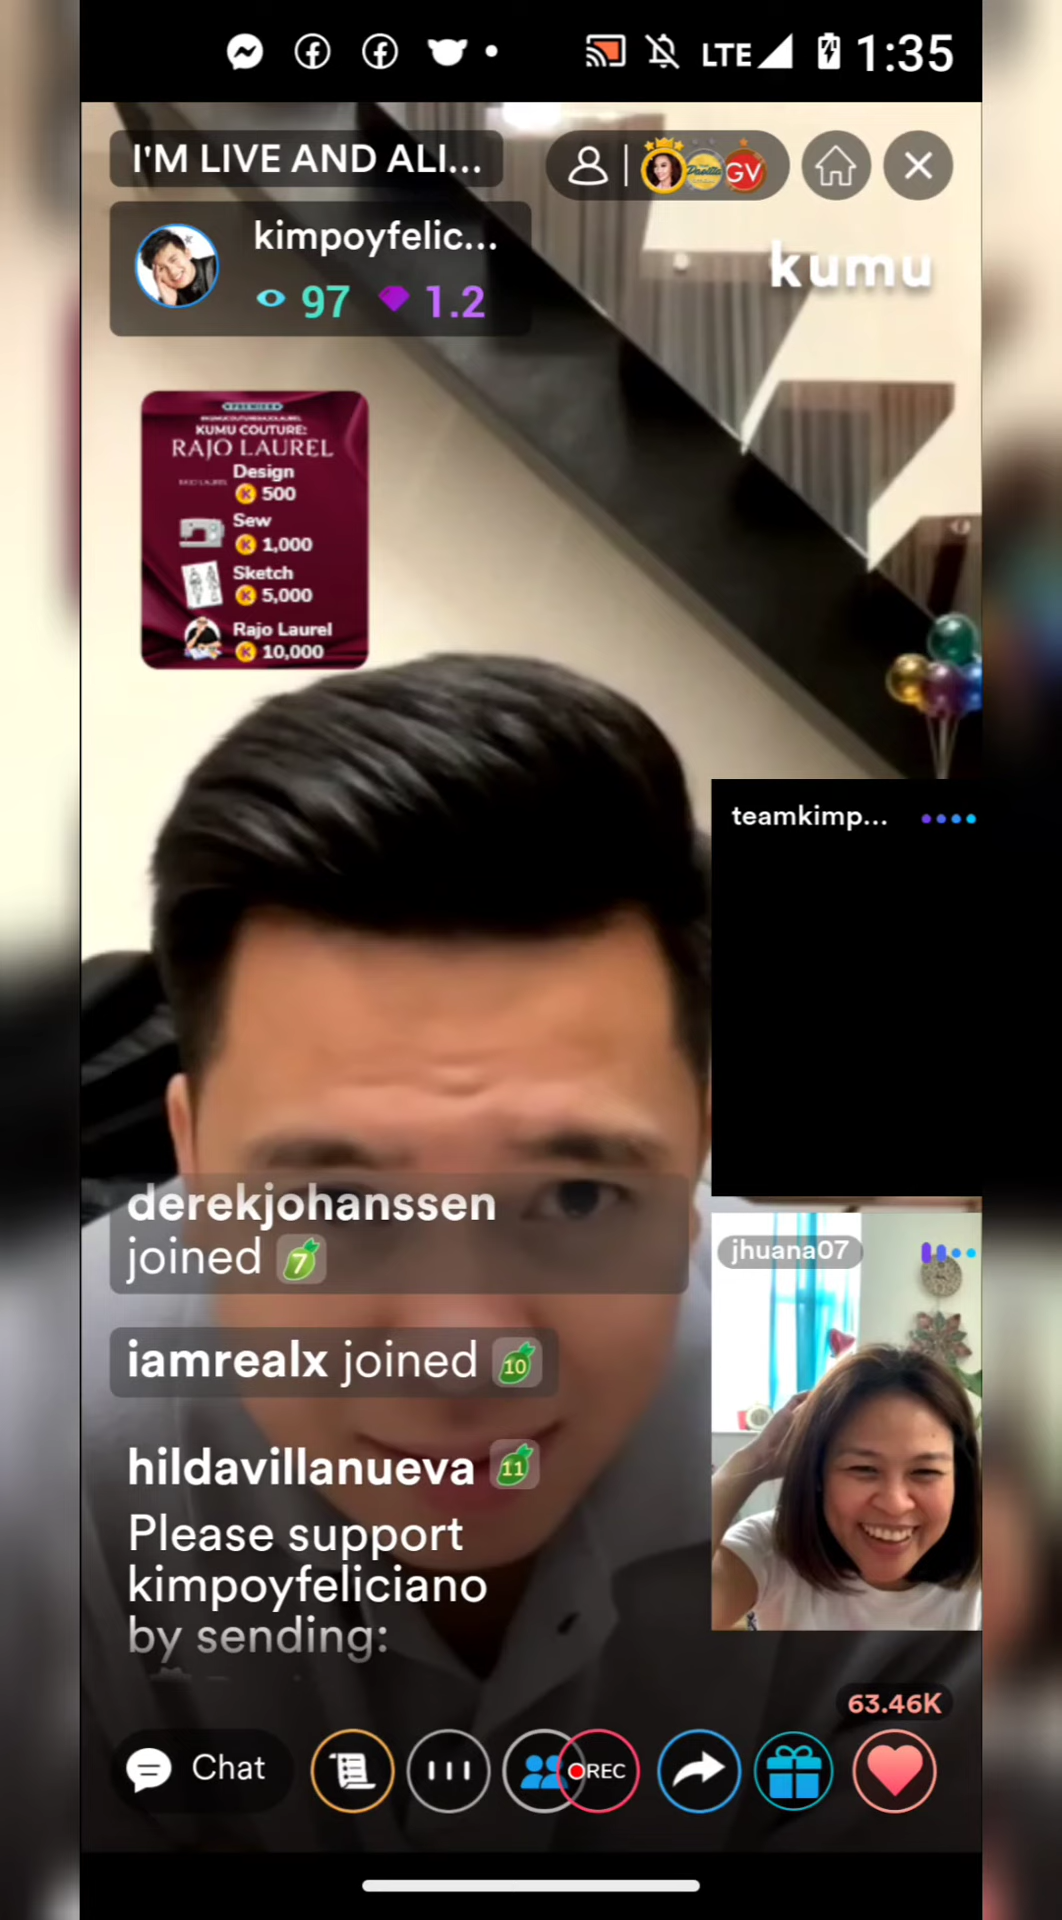 LTE 1:35
I'M LIVE AND ALI...
GV
kimpoyfelic...
97 1.2
kumu
KUMU COUTURE:
RAJO LAUREL
Design
500
Sew
1,000
Sketch
5,000
Rajo Laurel
10,000
teamkimp...
derekjohanssen
joined 7
jhuana07
iamrealx joined 10
hildavillanueva 11
Please support
kimpoyfeliciano
by sending:
63.46K
Chat
REC